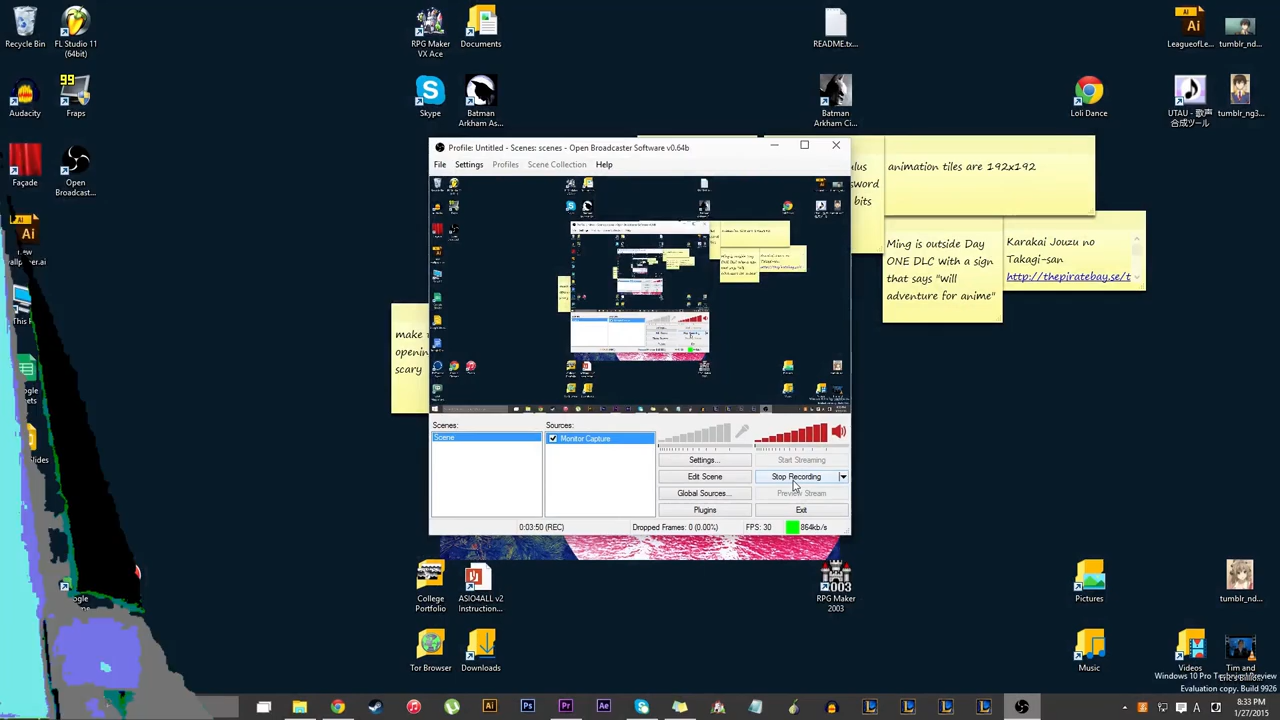 Recycle Bin
FL Studio 11
(64bit)
RPG Maker
VX Ace
Documents
README.tx...
LeagueofLe...
tumblr_nd...
99
Audacity
Fraps
Skype
Batman
Arkham As...
Batman
Arkham Ci...
Loli Dance
UTAU - 歌声
合成ツール
tumblr_ng3...
Façade
Open
Broadcast...
Profile: Untitled - Scenes: scenes - Open Broadcaster Software v0.64b
File Settings Profiles Scene Collection Help
animation tiles are 192x192
bits
Ming is outside Day
ONE DLC with a sign
that says "Will
adventure for anime"
Karakai Jouzu no
Takagi-san
http://thepiratebay.se/t
make
openin
scary
Scenes:
Scene
Sources:
Monitor Capture
Settings...
Start Streaming
Edit Scene
Stop Recording
Global Sources...
Preview Stream
Plugins
Exit
0:03:50 (REC)
Dropped Frames: 0 (0.00%)
FPS: 30
864kb/s
Slides
College
Portfolio
ASIO4ALL v2
Instruction...
2003
RPG Maker
2003
Pictures
tumblr_nd...
Tor Browser
Downloads
Music
Videos
Tim and
Windows 10 Pro Technical Preview
Evaluation copy. Build 9926
8:33 PM
1/27/2015